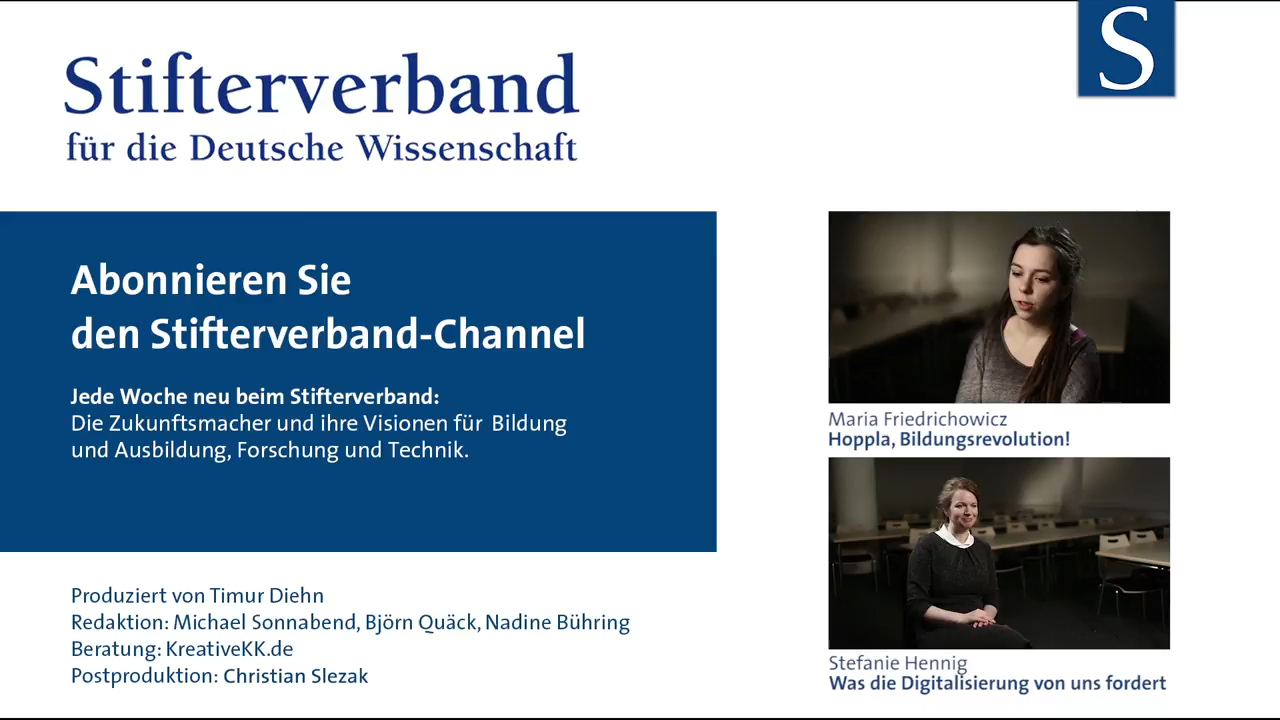 Stifterverband
für die Deutsche Wissenschaft
S
Abonnieren Sie
den Stifterverband-Channel
Jede Woche neu beim Stifterverband:
Die Zukunftsmacher und ihre Visionen für Bildung
und Ausbildung, Forschung und Technik.
Produziert von Timur Diehn
Redaktion: Michael Sonnabend, Björn Quäck, Nadine Bühring
Beratung: KreativeKK.de
Postproduktion: Christian Slezak
Maria Friedrichowicz
Hoppla, Bildungsrevolution!
Stefanie Hennig
Was die Digitalisierung von uns fordert